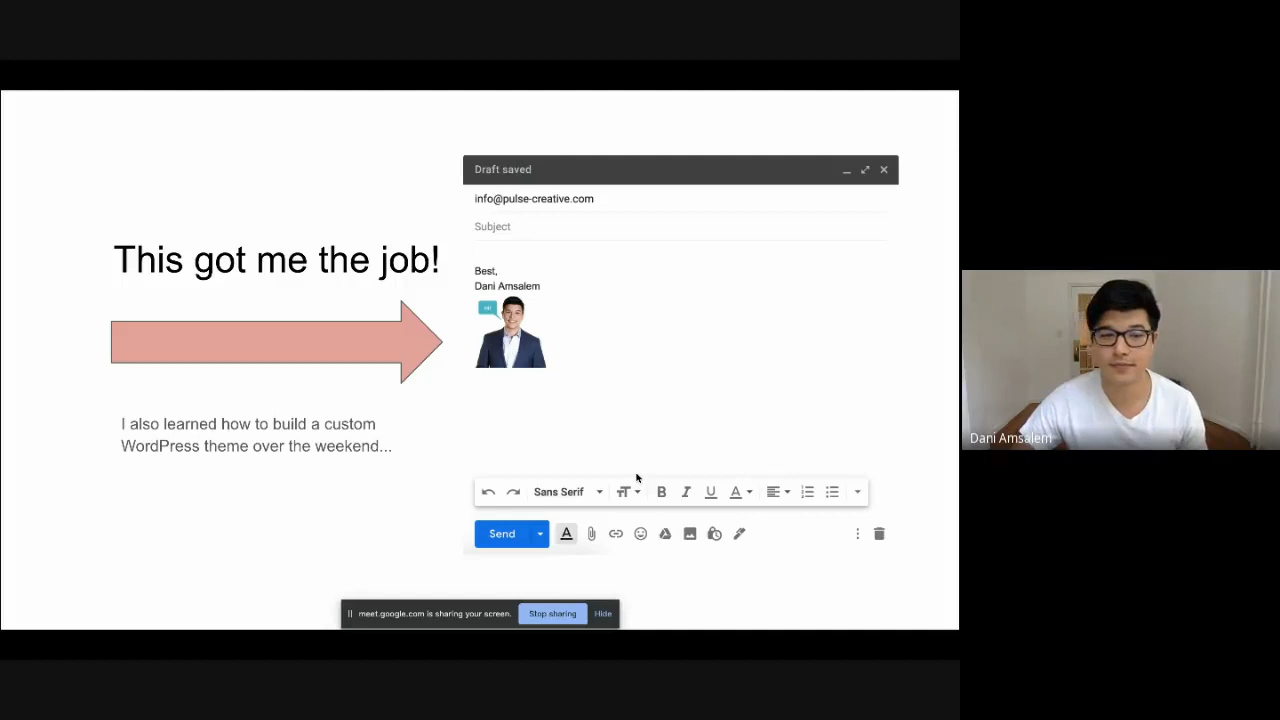 Draft saved
info@pulse-creative.com
Subject
This got me the job!
Best,
Dani Amsalem
I also learned how to build a custom
WordPress theme over the weekend...
Sans Serif
Send
Dani Amsalem
meet.google.com is sharing your screen.
Stop sharing
Hide